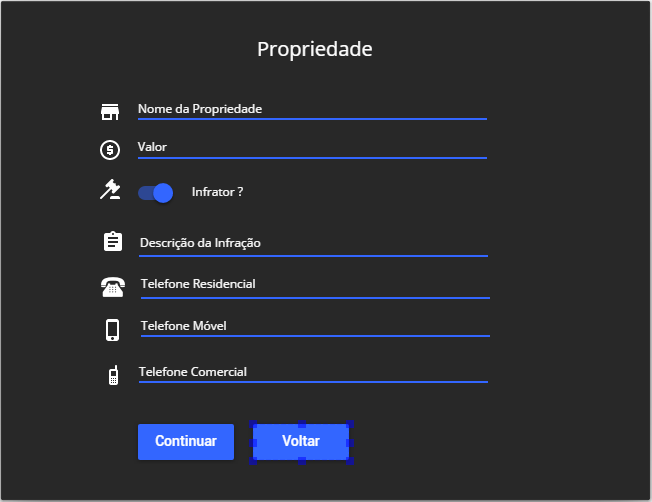 Propriedade
Nome da Propriedade
Valor
Infrator ?
Descrição da Infração
Telefone Residencial
Telefone Móvel
Telefone Comercial
Continuar
Voltar